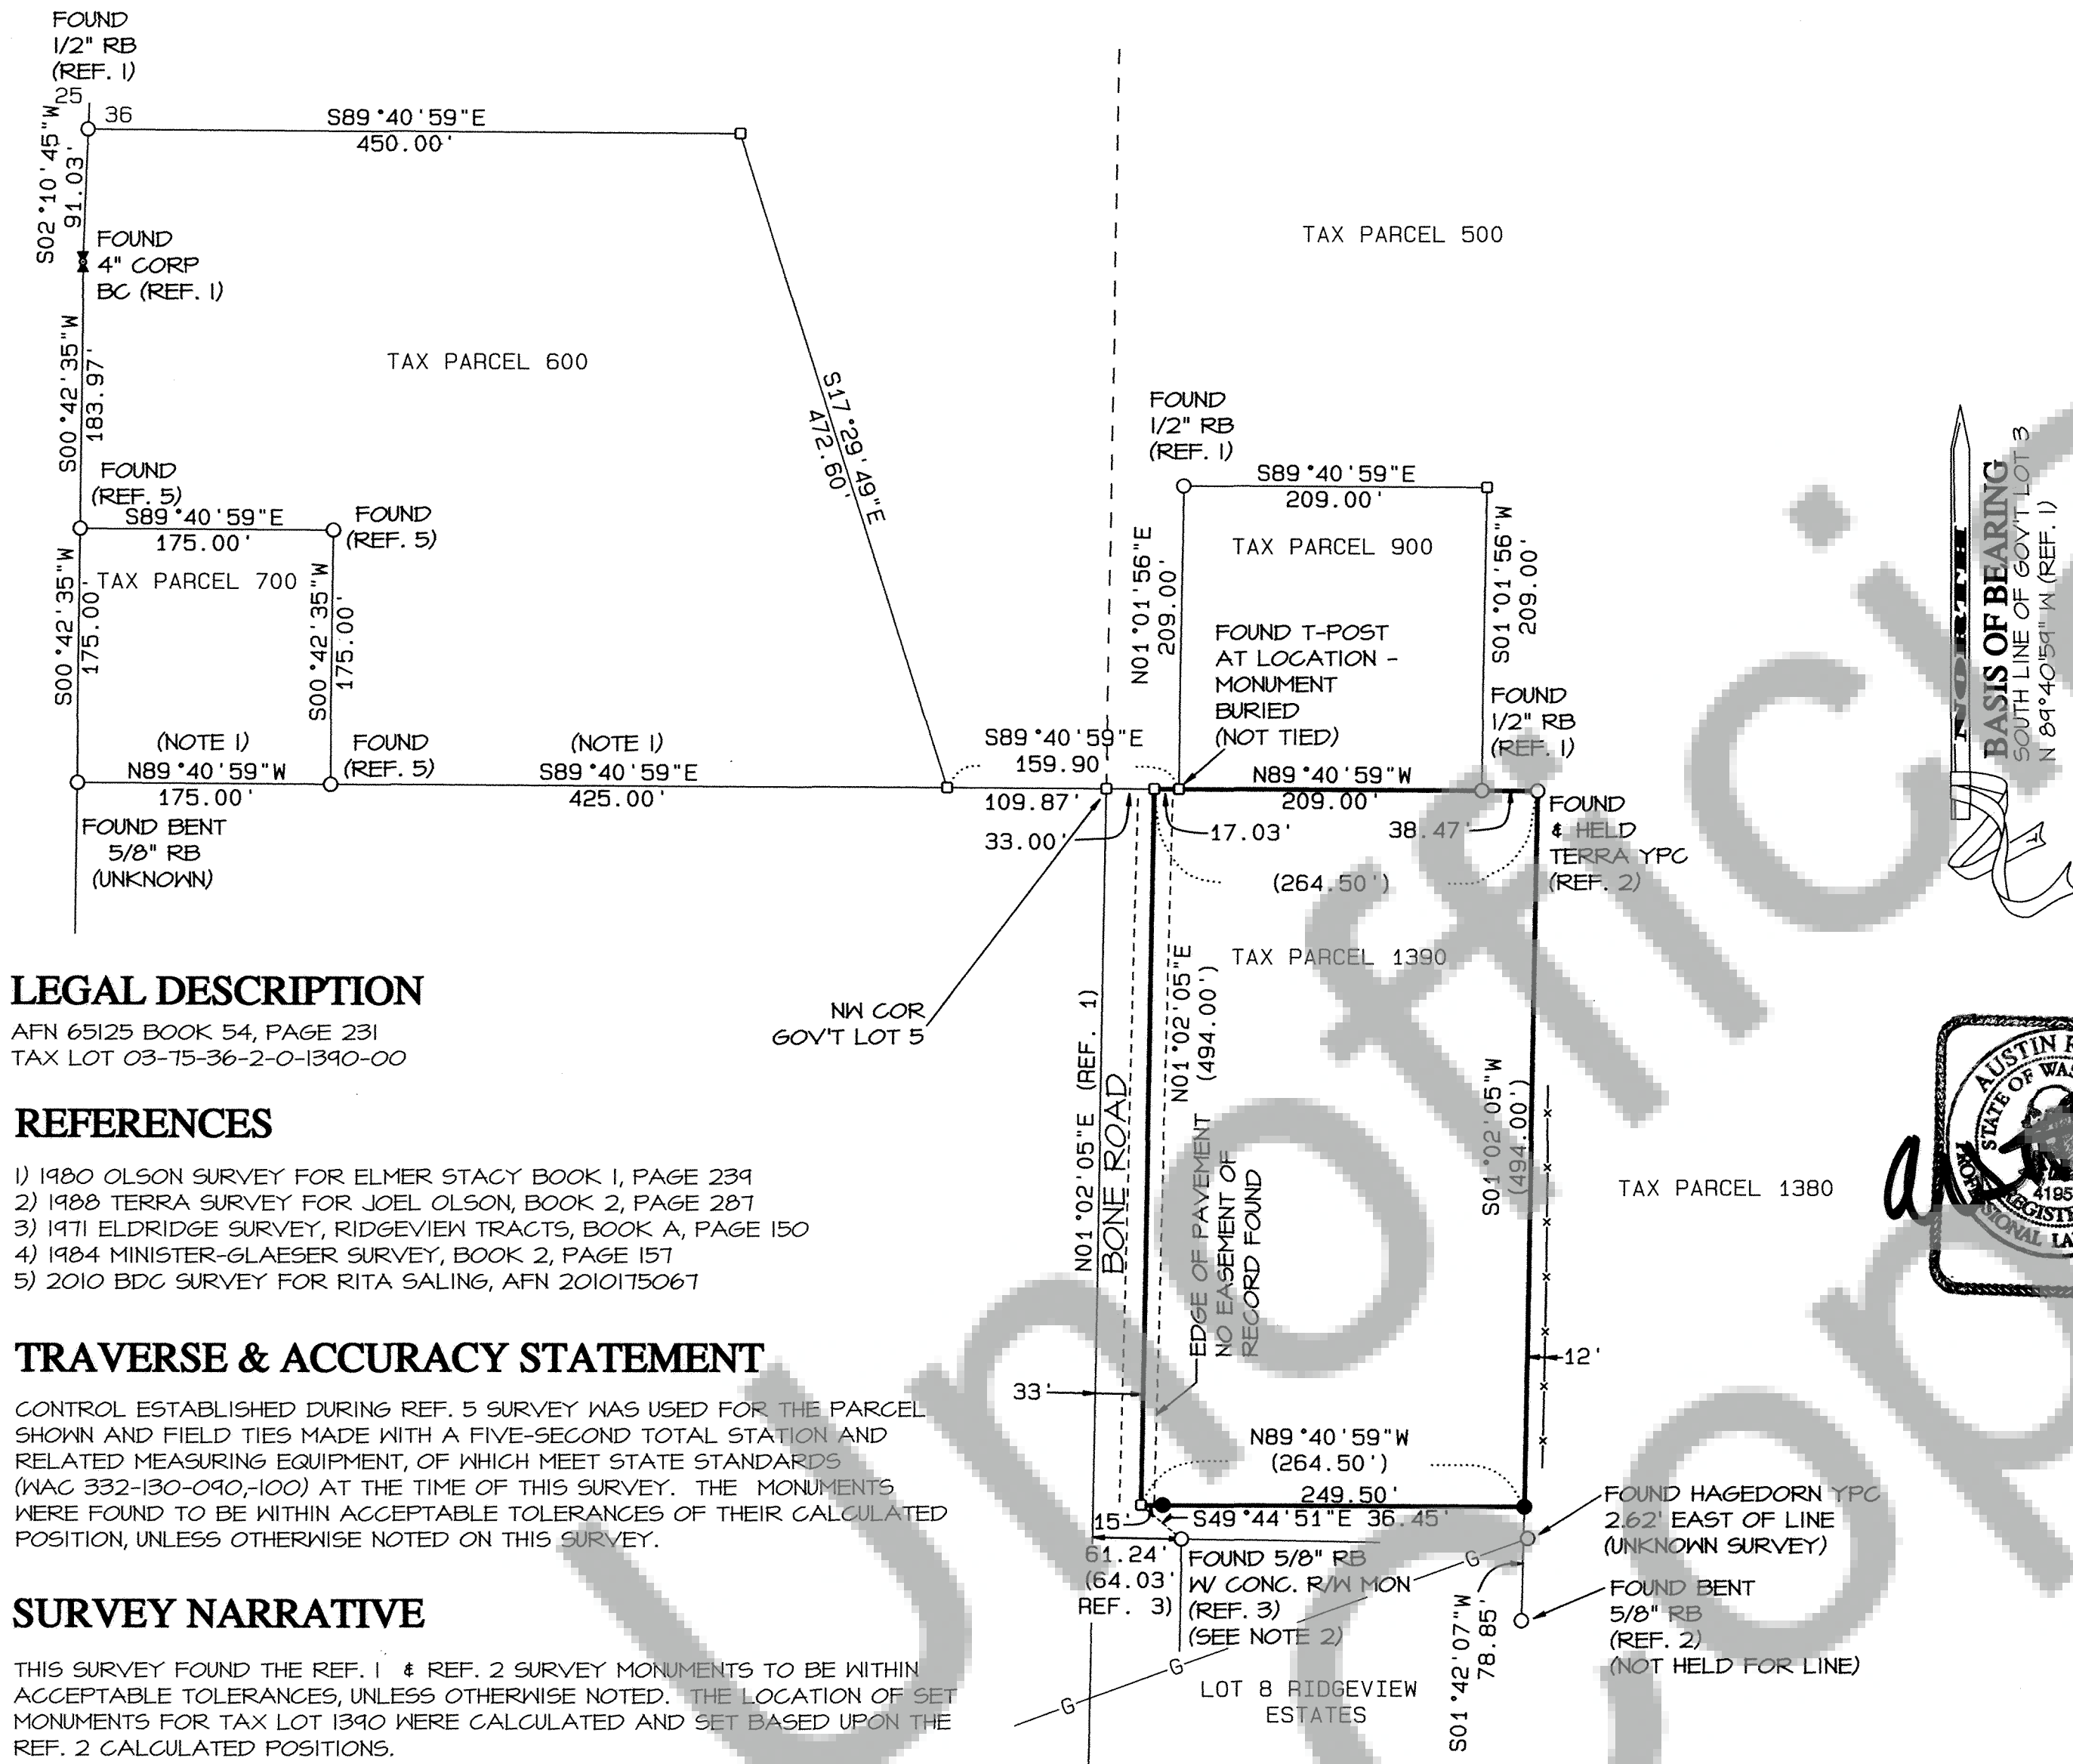 FOUND
1/2" RB
(REF. 1)
25
36
S89°40'59"E
450.00'
S02°10'45"W
91.03'
FOUND
4" CORP
BC (REF. 1)
TAX PARCEL 500
TAX PARCEL 600
S00°42'35"W
183.97'
S17°29'49"E
472.60'
FOUND
1/2" RB
(REF. 1)
FOUND
(REF. 5)
S89°40'59"E
175.00'
FOUND
(REF. 5)
S89°40'59"E
209.00'
TAX PARCEL 900
N01°01'56"E
209.00'
S01°01'56"W
209.00'
TAX PARCEL 700
S00°42'35"W
175.00'
S00°42'35"W
175.00'
FOUND T-POST
AT LOCATION -
MONUMENT
BURIED
(NOT TIED)
FOUND
1/2" RB
(REF. 1)
(NOTE 1)
N89°40'59"W
175.00'
FOUND
(REF. 5)
(NOTE 1)
S89°40'59"E
425.00'
S89°40'59"E
159.90'
109.87'
33.00'
N89°40'59"W
209.00'
17.03'
38.47'
(264.50')
FOUND
& HELD
TERRA YPC
(REF. 2)
FOUND BENT
5/8" RB
(UNKNOWN)
NORTH
BASIS OF BEARING
SOUTH LINE OF GOV'T LOT 3
N 89°40'59" W (REF. 1)
NW COR
GOV'T LOT 5
TAX PARCEL 1390
N01°02'05"E (REF. 1)
BONE ROAD
N01°02'05"E
(494.00')
EDGE OF PAVEMENT
NO EASEMENT OF
RECORD FOUND
S01°02'05"W
(494.00')
TAX PARCEL 1380
12'
33'
N89°40'59"W
(264.50')
249.50'
15'
S49°44'51"E 36.45'
61.24'
(64.03'
REF. 3)
FOUND 5/8" RB
W/ CONC. R/W MON
(REF. 3)
(SEE NOTE 2)
G
G
G
FOUND HAGEDORN YPC
2.62' EAST OF LINE
(UNKNOWN SURVEY)
FOUND BENT
5/8" RB
(REF. 2)
(NOT HELD FOR LINE)
S01°42'07"W
78.85'
LOT 8 RIDGEVIEW
ESTATES
AUSTIN
STATE OF WAS
4195
REGISTE
LEGAL DESCRIPTION
AFN 65125 BOOK 54, PAGE 231
TAX LOT 03-75-36-2-0-1390-00
REFERENCES
1) 1980 OLSON SURVEY FOR ELMER STACY BOOK 1, PAGE 239
2) 1988 TERRA SURVEY FOR JOEL OLSON, BOOK 2, PAGE 287
3) 1971 ELDRIDGE SURVEY, RIDGEVIEW TRACTS, BOOK A, PAGE 150
4) 1984 MINISTER-GLAESER SURVEY, BOOK 2, PAGE 157
5) 2010 BDC SURVEY FOR RITA SALING, AFN 2010175067
TRAVERSE & ACCURACY STATEMENT
CONTROL ESTABLISHED DURING REF. 5 SURVEY WAS USED FOR THE PARCEL
SHOWN AND FIELD TIES MADE WITH A FIVE-SECOND TOTAL STATION AND
RELATED MEASURING EQUIPMENT, OF WHICH MEET STATE STANDARDS
(WAC 332-130-090,-100) AT THE TIME OF THIS SURVEY. THE MONUMENTS
WERE FOUND TO BE WITHIN ACCEPTABLE TOLERANCES OF THEIR CALCULATED
POSITION, UNLESS OTHERWISE NOTED ON THIS SURVEY.
SURVEY NARRATIVE
THIS SURVEY FOUND THE REF. 1 & REF. 2 SURVEY MONUMENTS TO BE WITHIN
ACCEPTABLE TOLERANCES, UNLESS OTHERWISE NOTED. THE LOCATION OF SET
MONUMENTS FOR TAX LOT 1390 WERE CALCULATED AND SET BASED UPON THE
REF. 2 CALCULATED POSITIONS.
Unoffici
Cop